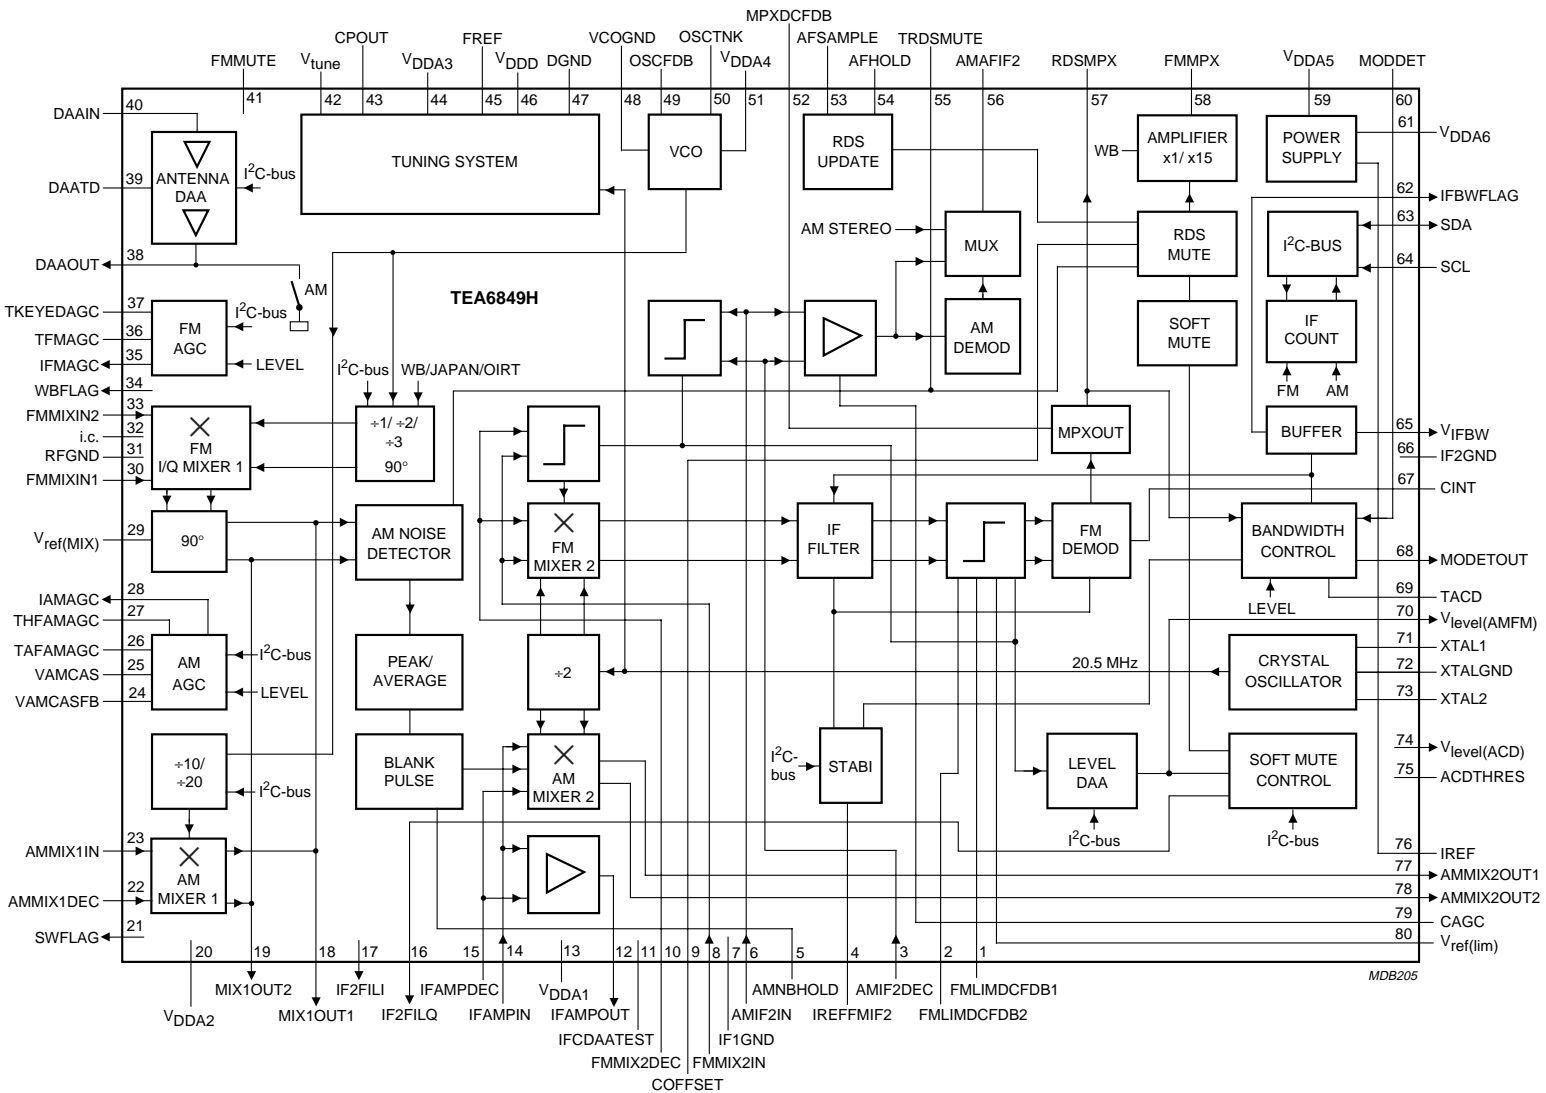 MPXDCFDB
CPOUT FREF VCOGND OSCTNK AFSAMPLE TRDSMUTE
FMMUTE Vtune VDDA3 VDDD DGND OSCFDB VDDA4 AFHOLD AMAFIF2 RDSMPX FMMPX VDDA5 MODDET
40 41 42 43 44 45 46 47 48 49 50 51 52 53 54 55 56 57 58 59 60
DAAIN
61 VDDA6
TUNING SYSTEM
VCO
RDS
UPDATE
WB
AMPLIFIER
x1/ x15
POWER
SUPPLY
DAATD 39
ANTENNA
DAA
I2C-bus
62 IFBWFLAG
63 SDA
AM STEREO
MUX
RDS
MUTE
I2C-BUS
DAAOUT 38
64 SCL
AM
TEA6849H
TKEYEDAGC 37
I2C-bus
TFMAGC 36
FM
AGC
IFMAGC 35
LEVEL
AM
DEMOD
SOFT
MUTE
IF
COUNT
I2C-bus WB/JAPAN/OIRT
FM AM
WBFLAG 34
FMMIXIN2 33
i.c. 32
RFGND 31
FMMIXIN1 30
FM
I/Q MIXER 1
÷1/ ÷2/
÷3
90°
MPXOUT
BUFFER
65 VIFBW
66 IF2GND
67 CINT
Vref(MIX) 29
90°
AM NOISE
DETECTOR
FM
MIXER 2
IF
FILTER
FM
DEMOD
BANDWIDTH
CONTROL
68 MODETOUT
LEVEL
69 TACD
70 Vlevel(AMFM)
IAMAGC 28
THFAMAGC 27
TAFAMAGC 26
VAMCAS 25
VAMCASFB 24
AM
AGC
I2C-bus
LEVEL
PEAK/
AVERAGE
÷2
20.5 MHz
CRYSTAL
OSCILLATOR
71 XTAL1
72 XTALGND
73 XTAL2
÷10/
÷20
I2C-bus
BLANK
PULSE
AM
MIXER 2
I2C-
bus
STABI
LEVEL
DAA
SOFT MUTE
CONTROL
74 Vlevel(ACD)
75 ACDTHRES
I2C-bus
I2C-bus
AMMIX1IN 23
AM
MIXER 1
AMMIX1DEC 22
SWFLAG 21
76 IREF
77 AMMIX2OUT1
78 AMMIX2OUT2
79 CAGC
80 Vref(lim)
20 19 18 17 16 15 14 13 12 11 10 9 8 7 6 5 4 3 2 1
MDB205
MIX1OUT2 IF2FILI IFAMPDEC VDDA1 AMNBHOLD AMIF2DEC FMLIMDCFDB1
VDDA2 MIX1OUT1 IF2FILQ IFAMPIN IFAMPOUT AMIF2IN IREFFMIF2 FMLIMDCFDB2
IFCDAATEST IF1GND
FMMIX2DEC FMMIX2IN
COFFSET